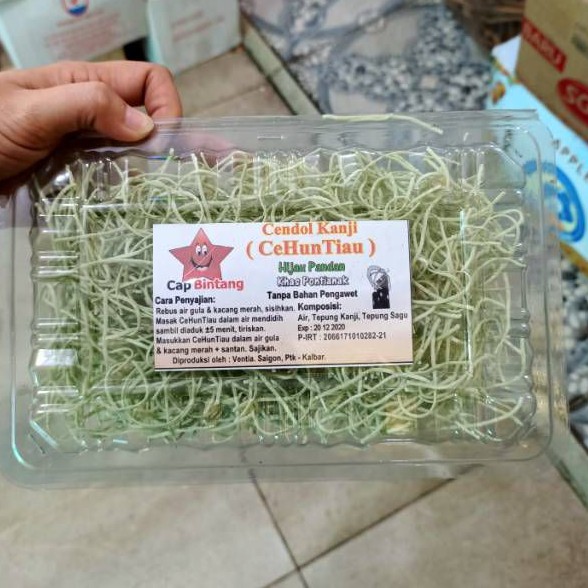 Cendol Kanji
( CeHunTiau )
Hijau Pandan
Khas Pontianak
Cap Bintang
Tanpa Bahan Pengawet
Cara Penyajian:
Rebus air gula & kacang merah, sisihkan.
Masak CeHunTiau dalam air mendidih
sambil diaduk ±5 menit, tiriskan.
Masukkan CeHunTiau dalam air gula
& kacang merah + santan. Sajikan.
Komposisi:
Air, Tepung Kanji, Tepung Sagu
Exp : 20 12 2020
P-IRT : 2066171010282-21
Diproduksi oleh : Ventia. Saigon, Ptk - Kalbar.
BARU
APPLE